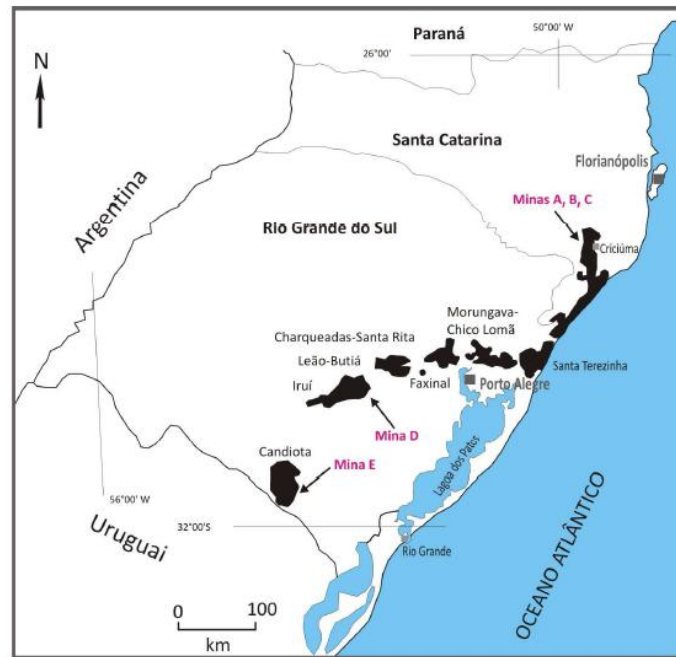 Paraná
50°00' W
26°00'
N
Santa Catarina
Florianópolis
Argentina
Minas A, B, C
Rio Grande do Sul
Criciúma
Morungava-
Chico Lomã
Charqueadas-Santa Rita
Leão-Butiá
Iruí
Faxinal
Santa Terezinha
Porto Alegre
Mina D
Candiota
Mina E
Lagoa dos Patos
56°00' W
32°00'S
Uruguai
Rio Grande
OCEANO ATLÂNTICO
0
100
km